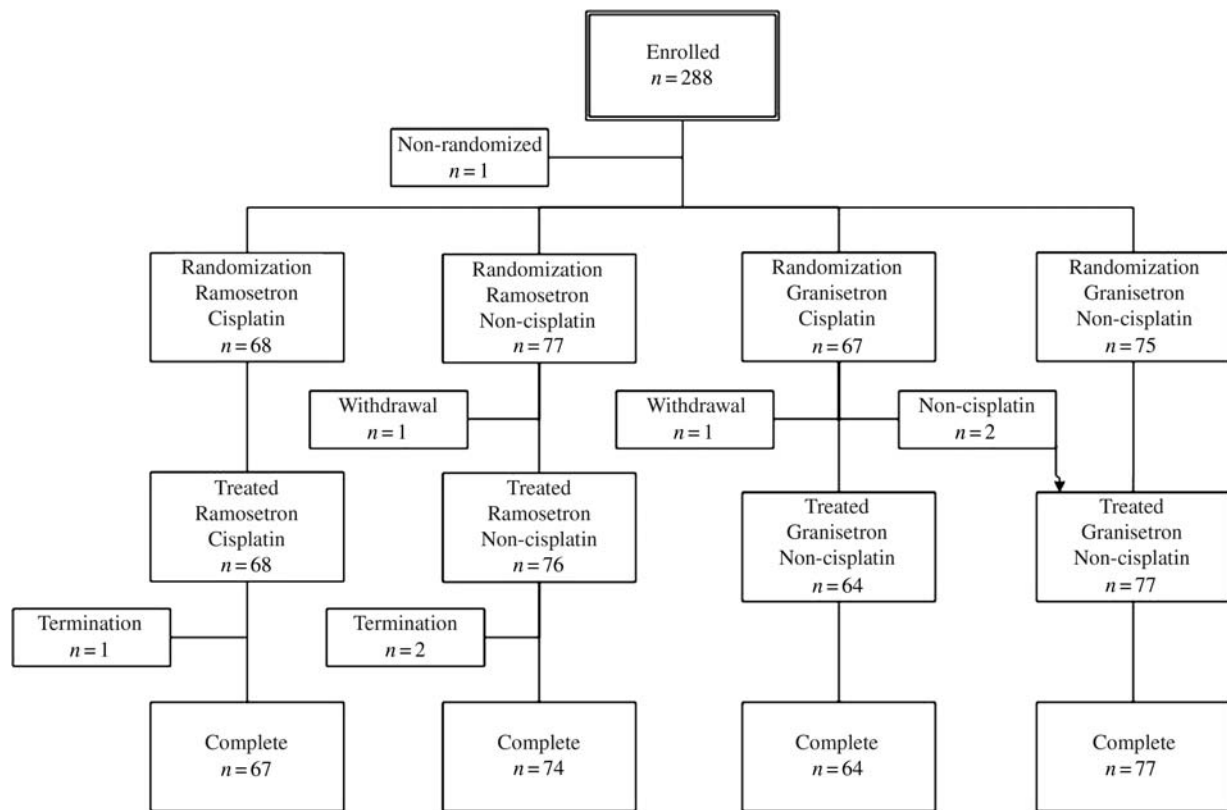 Enrolled
n = 288
Non-randomized
n = 1
Randomization
Ramosetron
Cisplatin
n = 68
Randomization
Ramosetron
Non-cisplatin
n = 77
Randomization
Granisetron
Cisplatin
n = 67
Randomization
Granisetron
Non-cisplatin
n = 75
Withdrawal
n = 1
Withdrawal
n = 1
Non-cisplatin
n = 2
Treated
Ramosetron
Cisplatin
n = 68
Treated
Ramosetron
Non-cisplatin
n = 76
Treated
Granisetron
Non-cisplatin
n = 64
Treated
Granisetron
Non-cisplatin
n = 77
Termination
n = 1
Termination
n = 2
Complete
n = 67
Complete
n = 74
Complete
n = 64
Complete
n = 77